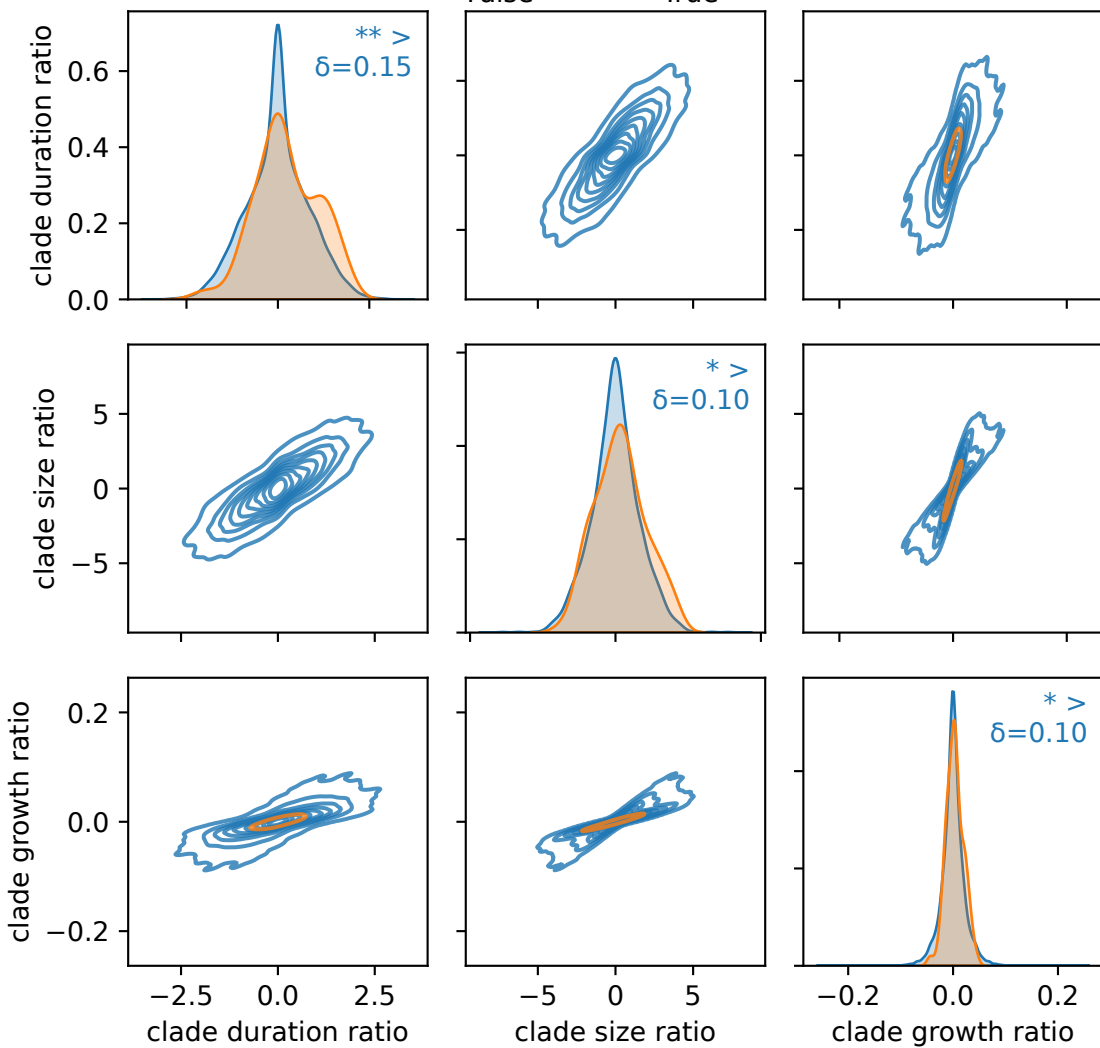 clade duration ratio
0.6
0.4
0.2
0.0
** >
δ=0.15
clade size ratio
5
0
−5
* >
δ=0.10
clade growth ratio
0.2
0.0
−0.2
* >
δ=0.10
−2.5 0.0 2.5
−5 0 5
−0.2 0.0 0.2
clade duration ratio
clade size ratio
clade growth ratio